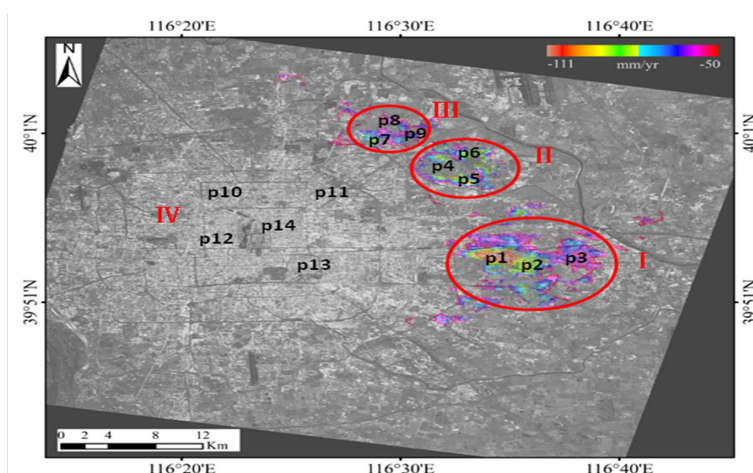 116°20'E 116°30'E 116°40'E
N
-111 mm/yr -50
40°1'N 40°1'N
III
p8
p7 p9
II
p6
p4
p5
p10 p11
IV
p14
p12
I
p1 p3
p2
p13
39°51'N 39°51'N
0 2 4 8 12
Km
116°20'E 116°30'E 116°40'E